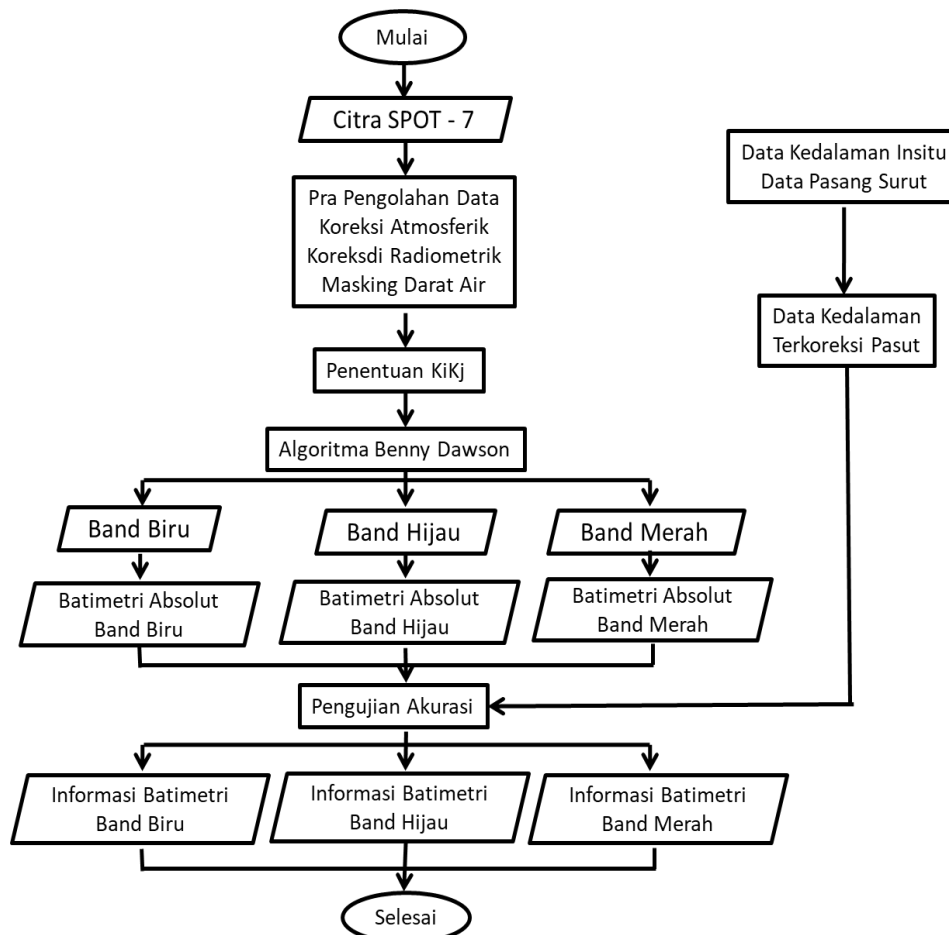 Mulai
Citra SPOT - 7
Pra Pengolahan Data
Koreksi Atmosferik
Koreksdi Radiometrik
Masking Darat Air
Data Kedalaman Insitu
Data Pasang Surut
Data Kedalaman
Terkoreksi Pasut
Penentuan KiKj
Algoritma Benny Dawson
Band Biru
Band Hijau
Band Merah
Batimetri Absolut
Band Biru
Batimetri Absolut
Band Hijau
Batimetri Absolut
Band Merah
Pengujian Akurasi
Informasi Batimetri
Band Biru
Informasi Batimetri
Band Hijau
Informasi Batimetri
Band Merah
Selesai